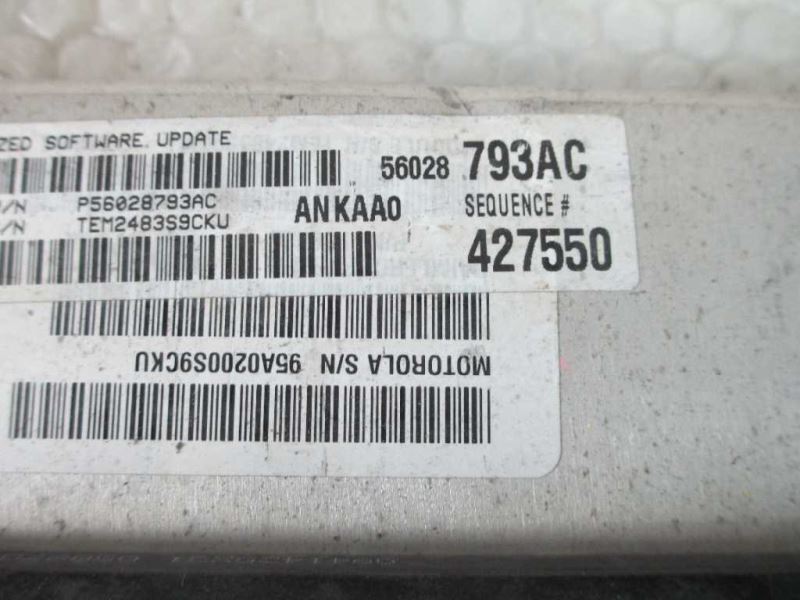 ZED SOFTWARE UPDATE
56028 793AC
P/N P56028793AC
S/N TEM2483S9CKU
ANKAA0 SEQUENCE #
427550
MOTOROLA S/N 95A0200S9CKU